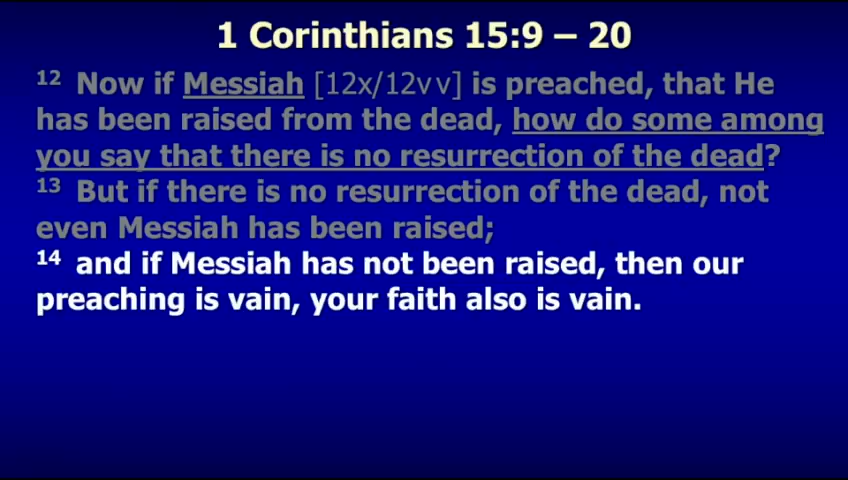 1 Corinthians 15:9 – 20
12 Now if Messiah [12x/12vv] is preached, that He
has been raised from the dead, how do some among
you say that there is no resurrection of the dead?
13 But if there is no resurrection of the dead, not
even Messiah has been raised;
14 and if Messiah has not been raised, then our
preaching is vain, your faith also is vain.